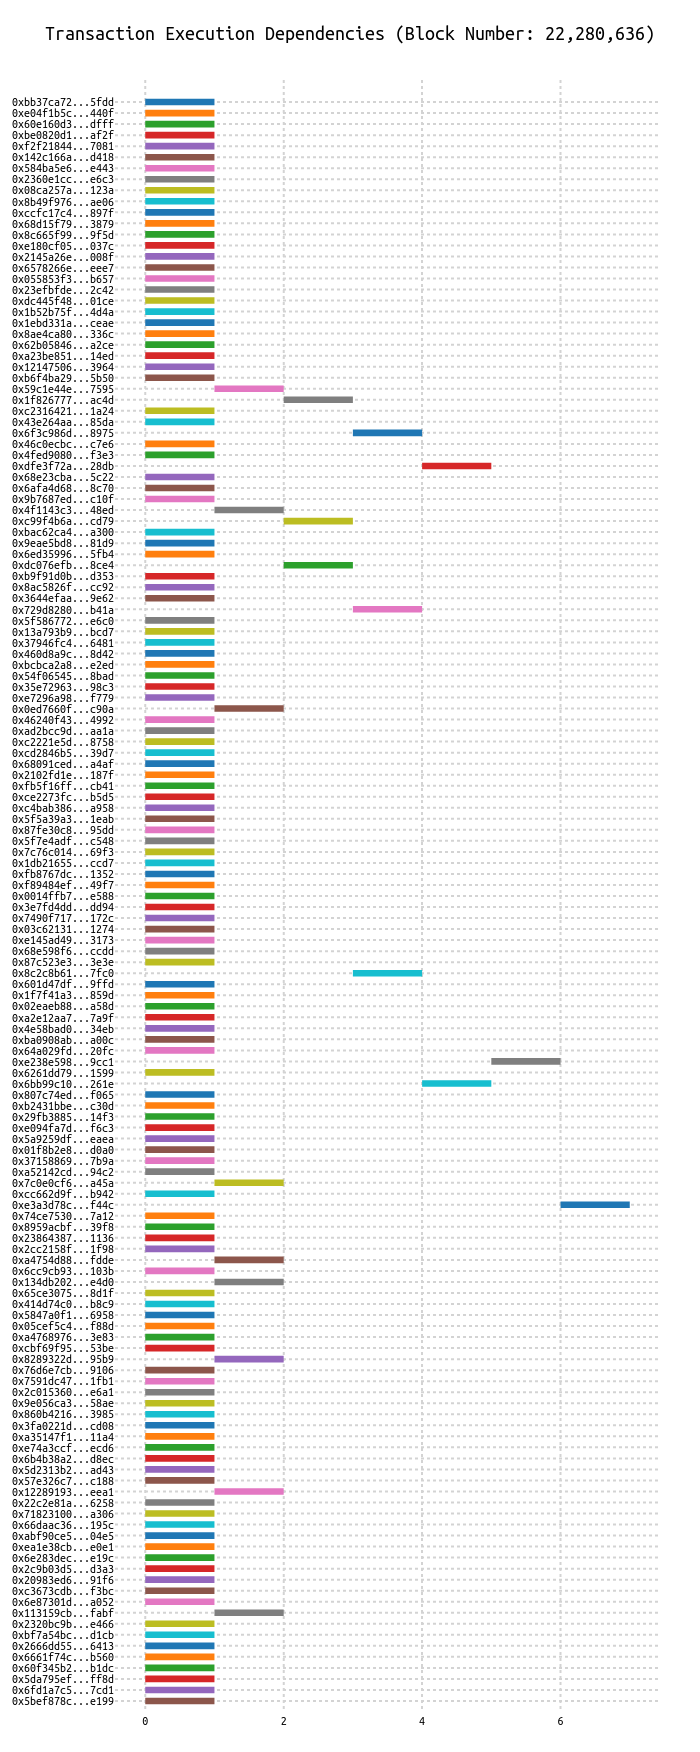 Transaction Execution Dependencies (Block Number: 22,280,636)
0xbb37ca72...5fdd
0xe04f1b5c...440f
0x60e160d3...dfff
0xbe0820d1...af2f
0xf2f21844...7081
0x142c166a...d418
0x584ba5e6...e443
0x2360e1cc...e6c3
0x08ca257a...123a
0x8b49f976...ae06
0xccfc17c4...897f
0x68d15f79...3879
0x8c665f99...9f5d
0xe180cf05...037c
0x2145a26e...008f
0x6578266e...eee7
0x055853f3...b657
0x23efbfde...2c42
0xdc445f48...01ce
0x1b52b75f...4d4a
0x1ebd331a...ceae
0x8ae4ca80...336c
0x62b05846...a2ce
0xa23be851...14ed
0x12147506...3964
0xb6f4ba29...5b50
0x59c1e44e...7595
0x1f826777...ac4d
0xc2316421...1a24
0x43e264aa...85da
0x6f3c986d...8975
0x46c0ecbc...c7e6
0x4fed9080...f3e3
0xdfe3f72a...28db
0x68e23cba...5c22
0x6afa4d68...8c70
0x9b7687ed...c10f
0x4f1143c3...48ed
0xc99f4b6a...cd79
0xbac62ca4...a300
0x9eae5bd8...81d9
0x6ed35996...5fb4
0xdc076efb...8ce4
0xb9f91d0b...d353
0x8ac5826f...cc92
0x3644efaa...9e62
0x729d8280...b41a
0x5f586772...e6c0
0x13a793b9...bcd7
0x37946fc4...6481
0x460d8a9c...8d42
0xbcbca2a8...e2ed
0x54f06545...8bad
0x35e72963...98c3
0xe7296a98...f779
0x0ed7660f...c90a
0x46240f43...4992
0xad2bcc9d...aa1a
0xc2221e5d...8758
0xcd2846b5...39d7
0x68091ced...a4af
0x2102fd1e...187f
0xfb5f16ff...cb41
0xce2273fc...b5d5
0xc4bab386...a958
0x5f5a39a3...1eab
0x87fe30c8...95dd
0x5f7e4adf...c548
0x7c76c014...69f3
0x1db21655...ccd7
0xfb8767dc...1352
0xf89484ef...49f7
0x0014ffb7...e588
0x3e7fd4dd...dd94
0x7490f717...172c
0x03c62131...1274
0xe145ad49...3173
0x68e598f6...ccdd
0x87c523e3...3e3e
0x8c2c8b61...7fc0
0x601d47df...9ffd
0x1f7f41a3...859d
0x02eaeb88...a58d
0xa2e12aa7...7a9f
0x4e58bad0...34eb
0xba0908ab...a00c
0x64a029fd...20fc
0xe238e598...9cc1
0x6261dd79...1599
0x6bb99c10...261e
0x807c74ed...f065
0xb2431bbe...c30d
0x29fb3885...14f3
0xe094fa7d...f6c3
0x5a9259df...eaea
0x01f8b2e8...d0a0
0x37158869...7b9a
0xa52142cd...94c2
0x7c0e0cf6...a45a
0xcc662d9f...b942
0xe3a3d78c...f44c
0x74ce7530...7a12
0x8959acbf...39f8
0x23864387...1136
0x2cc2158f...1f98
0xa4754d88...fdde
0x6cc9cb93...103b
0x134db202...e4d0
0x65ce3075...8d1f
0x414d74c0...b8c9
0x5847a0f1...6958
0x05cef5c4...f88d
0xa4768976...3e83
0xcbf69f95...53be
0x8289322d...95b9
0x76d6e7cb...9106
0x7591dc47...1fb1
0x2c015360...e6a1
0x9e056ca3...58ae
0x860b4216...3985
0x3fa0221d...cd08
0xa35147f1...11a4
0xe74a3ccf...ecd6
0x6b4b38a2...d8ec
0x5d2313b2...ad43
0x57e326c7...c188
0x12289193...eea1
0x22c2e81a...6258
0x71823100...a306
0x66daac36...195c
0xabf90ce5...04e5
0xea1e38cb...e0e1
0x6e283dec...e19c
0x2c9b03d5...d3a3
0x20983ed6...91f6
0xc3673cdb...f3bc
0x6e87301d...a052
0x113159cb...fabf
0x2320bc9b...e466
0xbf7a54bc...d1cb
0x2666dd55...6413
0x6661f74c...b560
0x60f345b2...b1dc
0x5da795ef...ff8d
0x6fd1a7c5...7cd1
0x5bef878c...e199
0 2 4 6